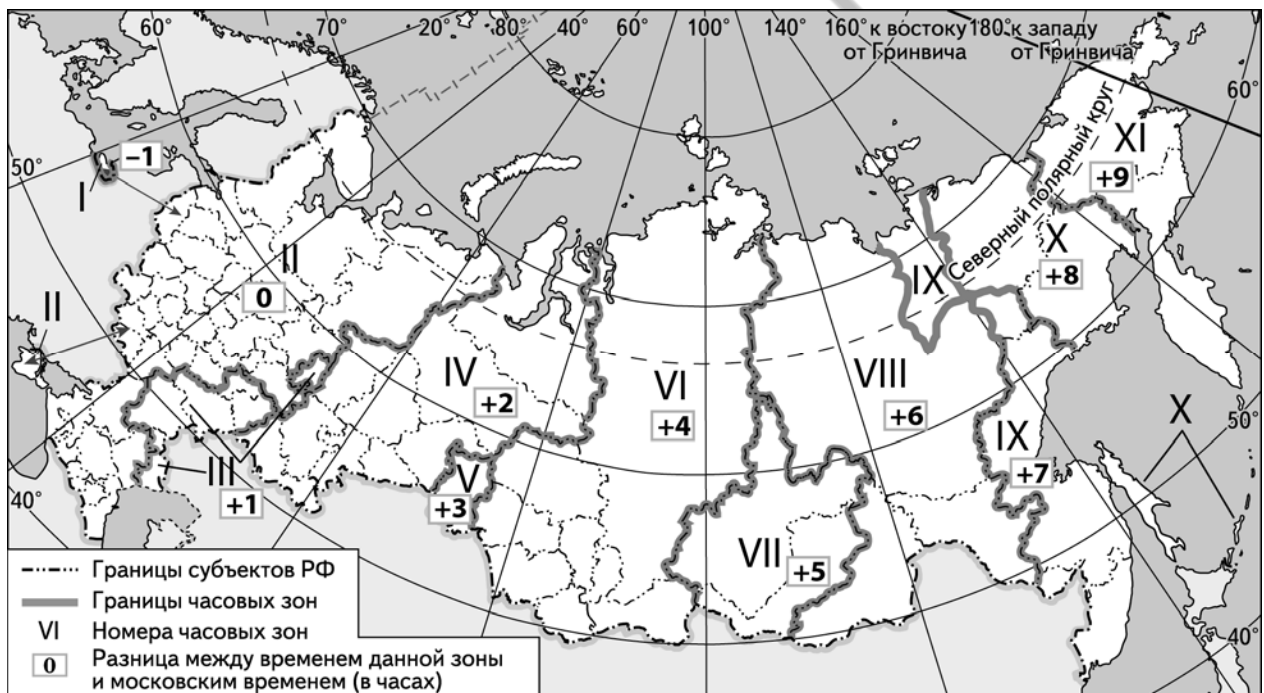 60° 70° 20° 40° 60° 80° 100° 140° 160° к востоку 180° к западу
от Гринвича от Гринвича
60°
Северный полярный круг
XI
+9
50°
–1
I
X
+8
II
0
IX
II
IV
+2
VI
+4
VIII
+6
X
50°
IX
+7
V
+3
III
+1
40°
VII
+5
40°
Границы субъектов РФ
Границы часовых зон
VI Номера часовых зон
0 Разница между временем данной зоны
и московским временем (в часах)